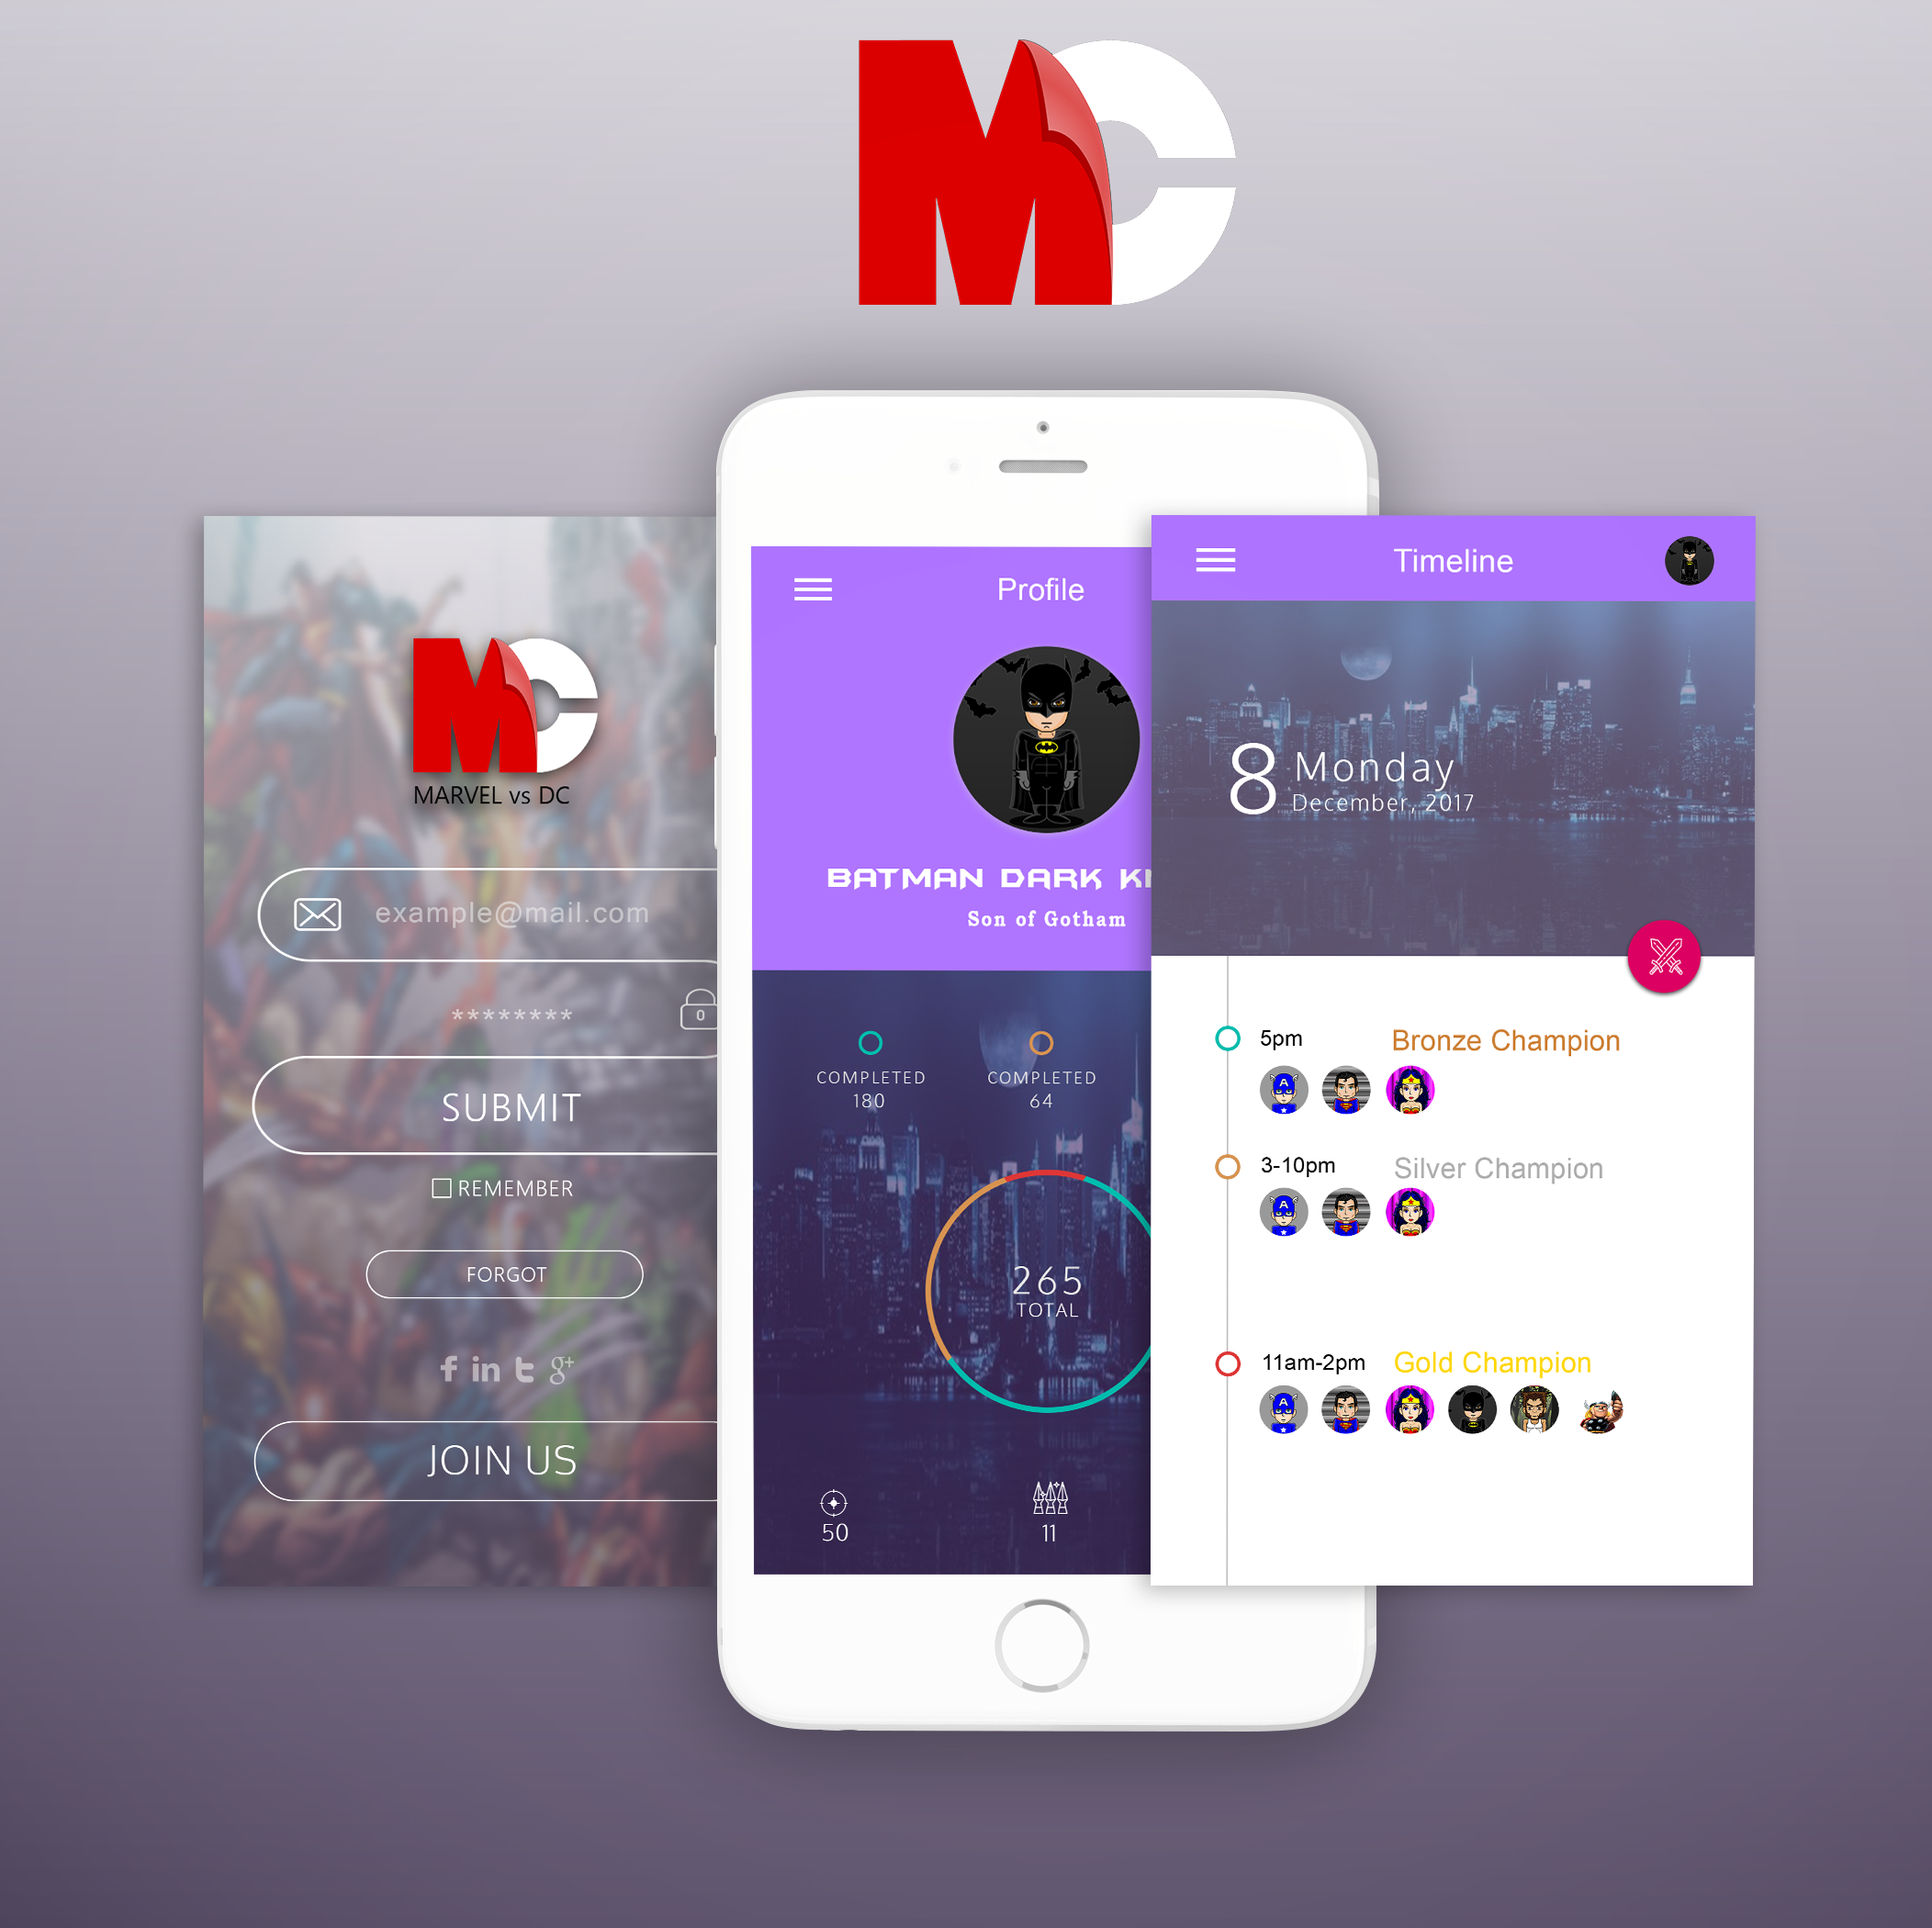 MC
MC
MARVEL vs DC
example@mail.com
********
0
SUBMIT
REMEMBER
FORGOT
f in t g+
JOIN US
Profile
BATMAN DARK
Son of Gotham
COMPLETED
180
COMPLETED
64
265
TOTAL
50
11
Timeline
8 Monday
December, 2017
5pm Bronze Champion
3-10pm Silver Champion
11am-2pm Gold Champion